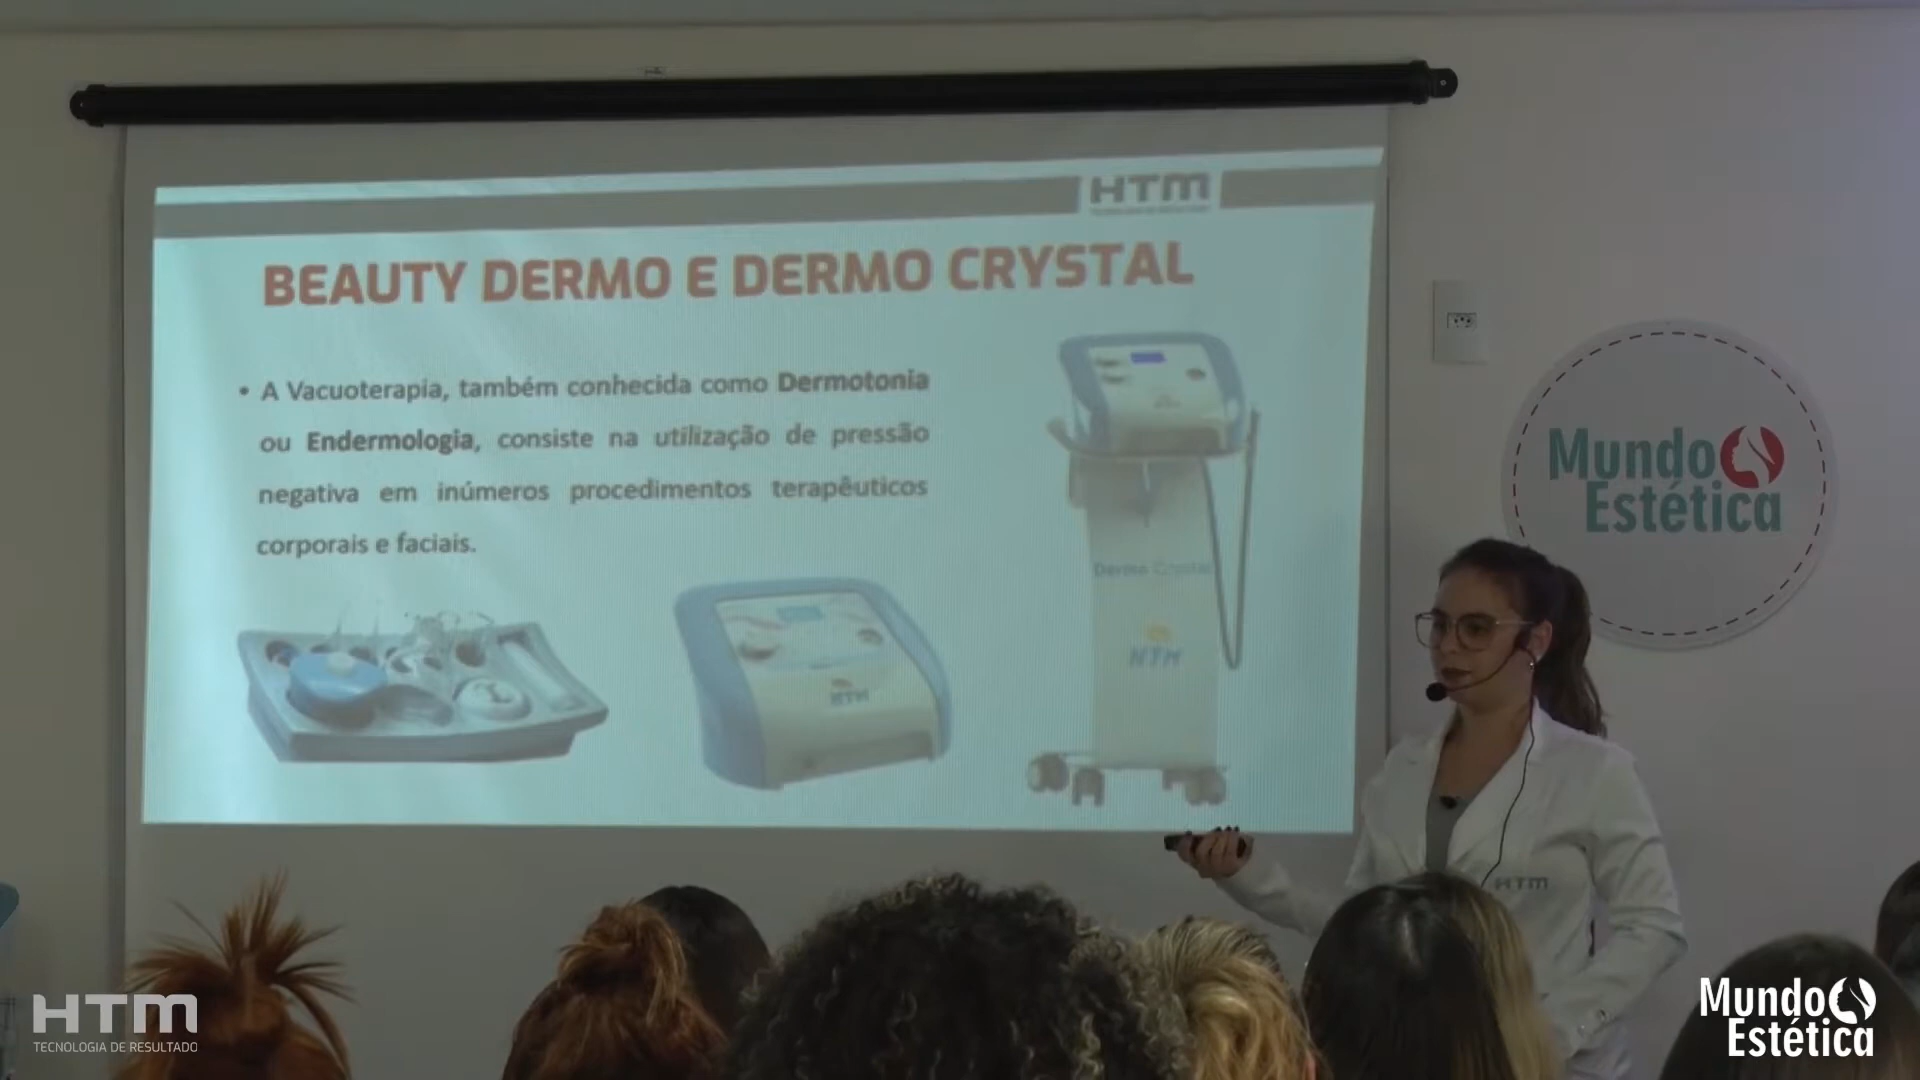 HTM
BEAUTY DERMO E DERMO CRYSTAL
• A Vacuoterapia, também conhecida como Dermotonia
ou Endermologia, consiste na utilização de pressão
negativa em inúmeros procedimentos terapêuticos
corporais e faciais.
Dermo Crystal
HTM
HTM
Mundo
Estética
HTM
HTM
TECNOLOGIA DE RESULTADO
Mundo
Estética